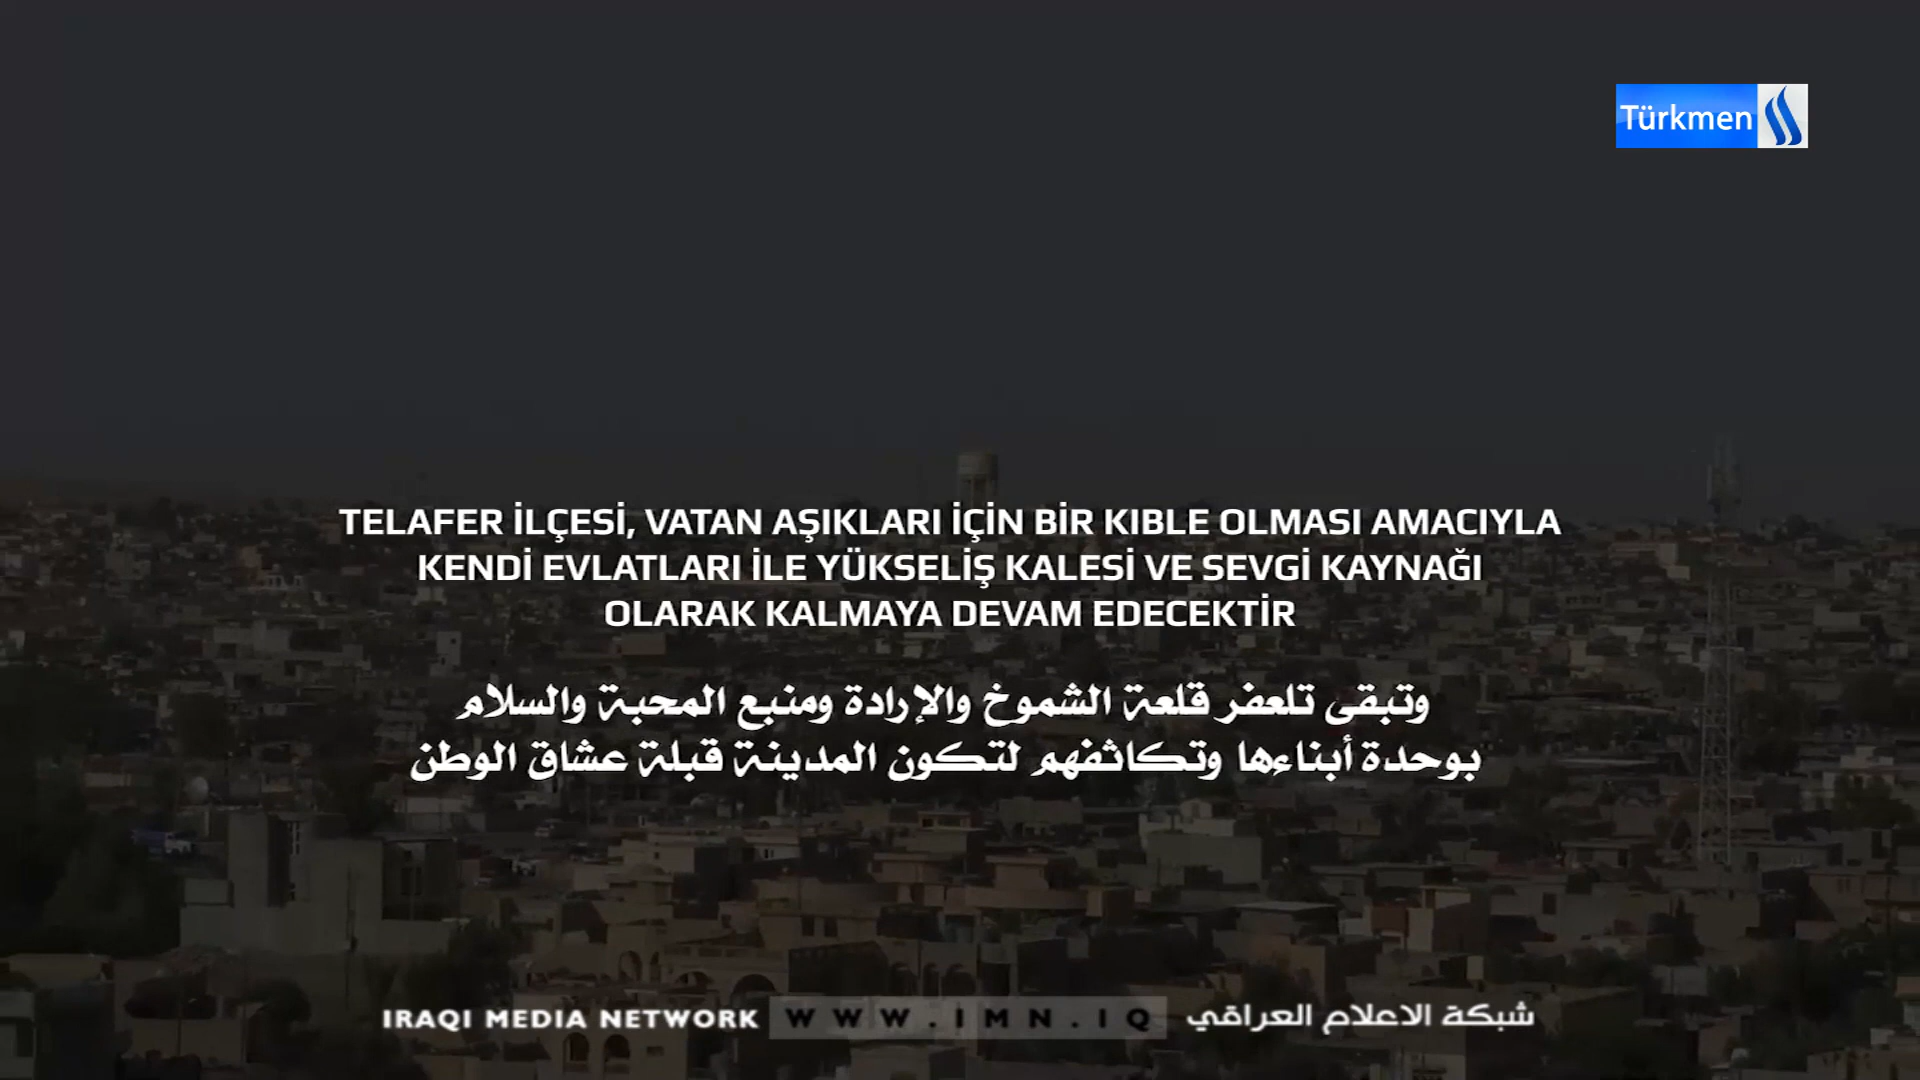 Türkmen
TELAFER İLÇESİ, VATAN AŞIKLARI İÇİN BİR KIBLE OLMASI AMACIYLA
KENDİ EVLATLARI İLE YÜKSELİŞ KALESİ VE SEVGİ KAYNAĞI
OLARAK KALMAYA DEVAM EDECEKTİR
وتبقى تلعفر قلعة الشموخ والإرادة ومنبع المحبة والسلام
بوحدة أبناءها وتكاثفهم لتكون المدينة قبلة عشاق الوطن
IRAQI MEDIA NETWORK WWW.IMN.IQ شبكة الاعلام العراقي